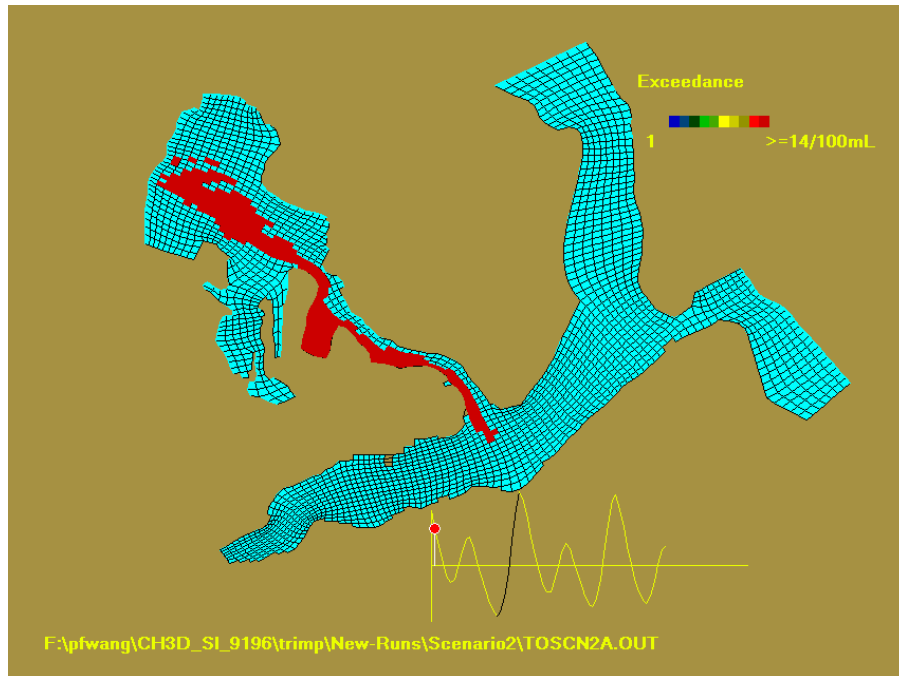 Exceedance
1 >=14/100mL
F:\pfwang\CH3D_SI_9196\trimp\New-Runs\Scenario2\TOSCN2A.OUT